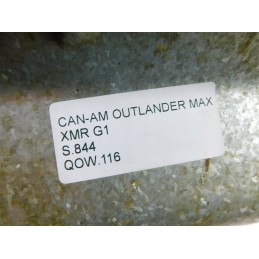 CAN-AM OUTLANDER MAX
XMR G1
S.844
QOW.116